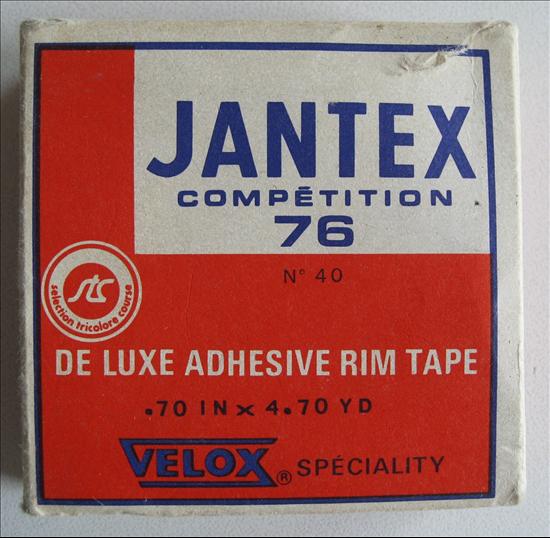 JANTEX
COMPÉTITION
76
N° 40
stc
selection tricolore course
DE LUXE ADHESIVE RIM TAPE
.70 IN x 4.70 YD
VELOX® SPÉCIALITY